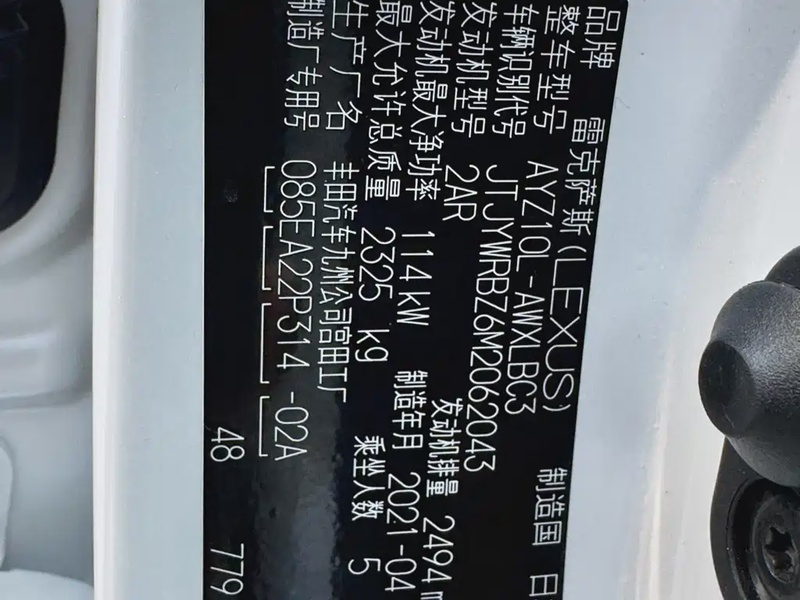 品牌 雷克萨斯(LEXUS) 制造国 日
整车型号 AYZ10L-AWXLBC3
车辆识别代号 JTJYWRBZ6M2062043
发动机型号 2AR 发动机排量 2494m
发动机最大净功率 114kW 制造年月 2021-04
最大允许总质量 2325 kg 乘坐人数 5
生产厂名 丰田汽车九州公司宫田工厂
制造厂专用号 085EA22P314-02A
48 779